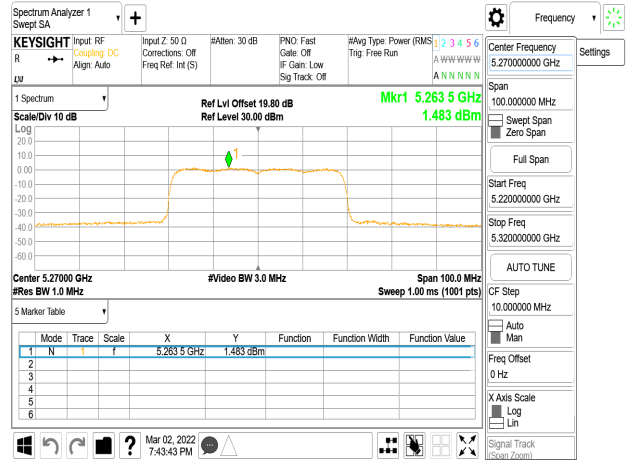 Spectrum Analyzer 1
Swept SA
Frequency
KEYSIGHT
R
Input: RF
Coupling: DC
Align: Auto
Input Z: 50 Ω
Corrections: Off
Freq Ref: Int (S)
#Atten: 30 dB
PNO: Fast
Gate: Off
IF Gain: Low
Sig Track: Off
#Avg Type: Power (RMS
Trig: Free Run
1 2 3 4 5 6
A W W W W W
A N N N N N
1 Spectrum
Scale/Div 10 dB
Ref Lvl Offset 19.80 dB
Ref Level 30.00 dBm
Mkr1 5.263 5 GHz
1.483 dBm
Log
20.0
10.0
0.00
-10.0
-20.0
-30.0
-40.0
-50.0
-60.0
1
Center 5.27000 GHz
#Res BW 1.0 MHz
#Video BW 3.0 MHz
Span 100.0 MHz
Sweep 1.00 ms (1001 pts)
5 Marker Table
Mode Trace Scale X Y Function Function Width Function Value
1 N 1 f 5.263 5 GHz 1.483 dBm
2
3
4
5
6
Mar 02, 2022
7:43:43 PM
Settings
Center Frequency
5.270000000 GHz
Span
100.000000 MHz
Swept Span
Zero Span
Full Span
Start Freq
5.220000000 GHz
Stop Freq
5.320000000 GHz
AUTO TUNE
CF Step
10.000000 MHz
Auto
Man
Freq Offset
0 Hz
X Axis Scale
Log
Lin
Signal Track
(Span Zoom)